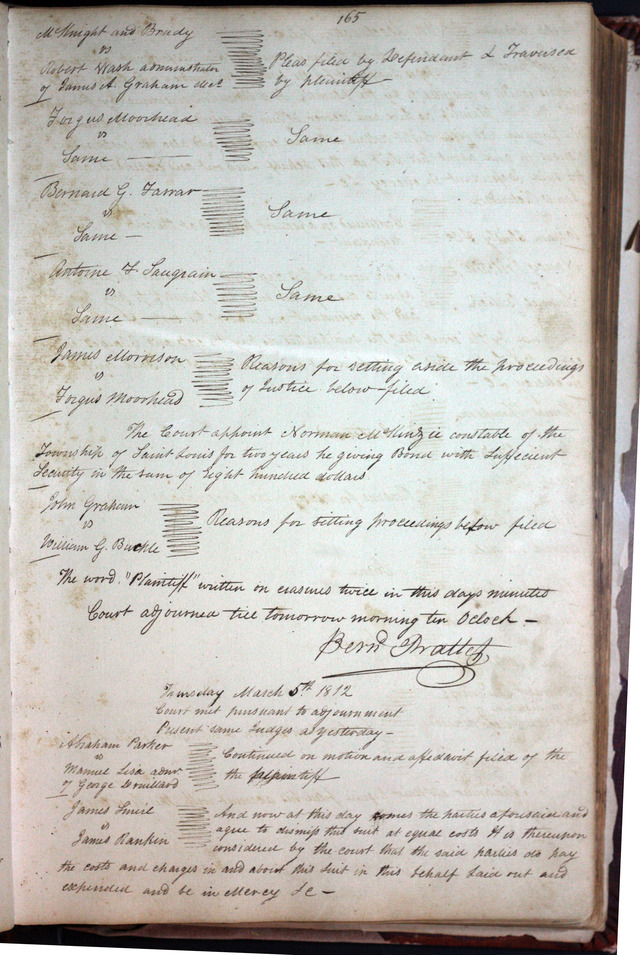 165
McKnight and Brady
vs
Robert Wash administrator
of James A. Graham decd
Pleas filed by Defendant & Traversed
by plaintiff
Fergus Moorhead
vs
Same
Same
Bernard G. Farrar
vs
Same
Same
Antoine F Saugrain
vs
Same
Same
James Morrison
vs
Fergus Moorhead
Reasons for setting aside the proceedings
of Justice below filed
The Court appoint Norman McKinzie constable of the
Township of Saint Louis for two years he giving Bond with Suffecient
Security in the sum of Eight hundred dollars
John Graham
vs
William G. Buckle
Reasons for sitting proceedings below filed
The word "Plaintiff" written on erasures twice in this days minutes
Court adjourned till tomorrow morning ten Oclock —
Bernd Pratte
Thursday March 5th 1812
Court met pursuant to adjournment
Present same Judges as yesterday —
Abraham Parker
vs
Manuel Lisa admr
of George Drouillard
Continued on motion and affedavit filed of the
the plaintiff
James
vs
James Rankin
And now at this day comes the parties aforesaid and
agree to dismiss this suit at equal costs It is thereupon
considered by the court that the said parties do pay
the costs and charges in and about this suit in this behalf laid out and
expended and be in Mercy &c —